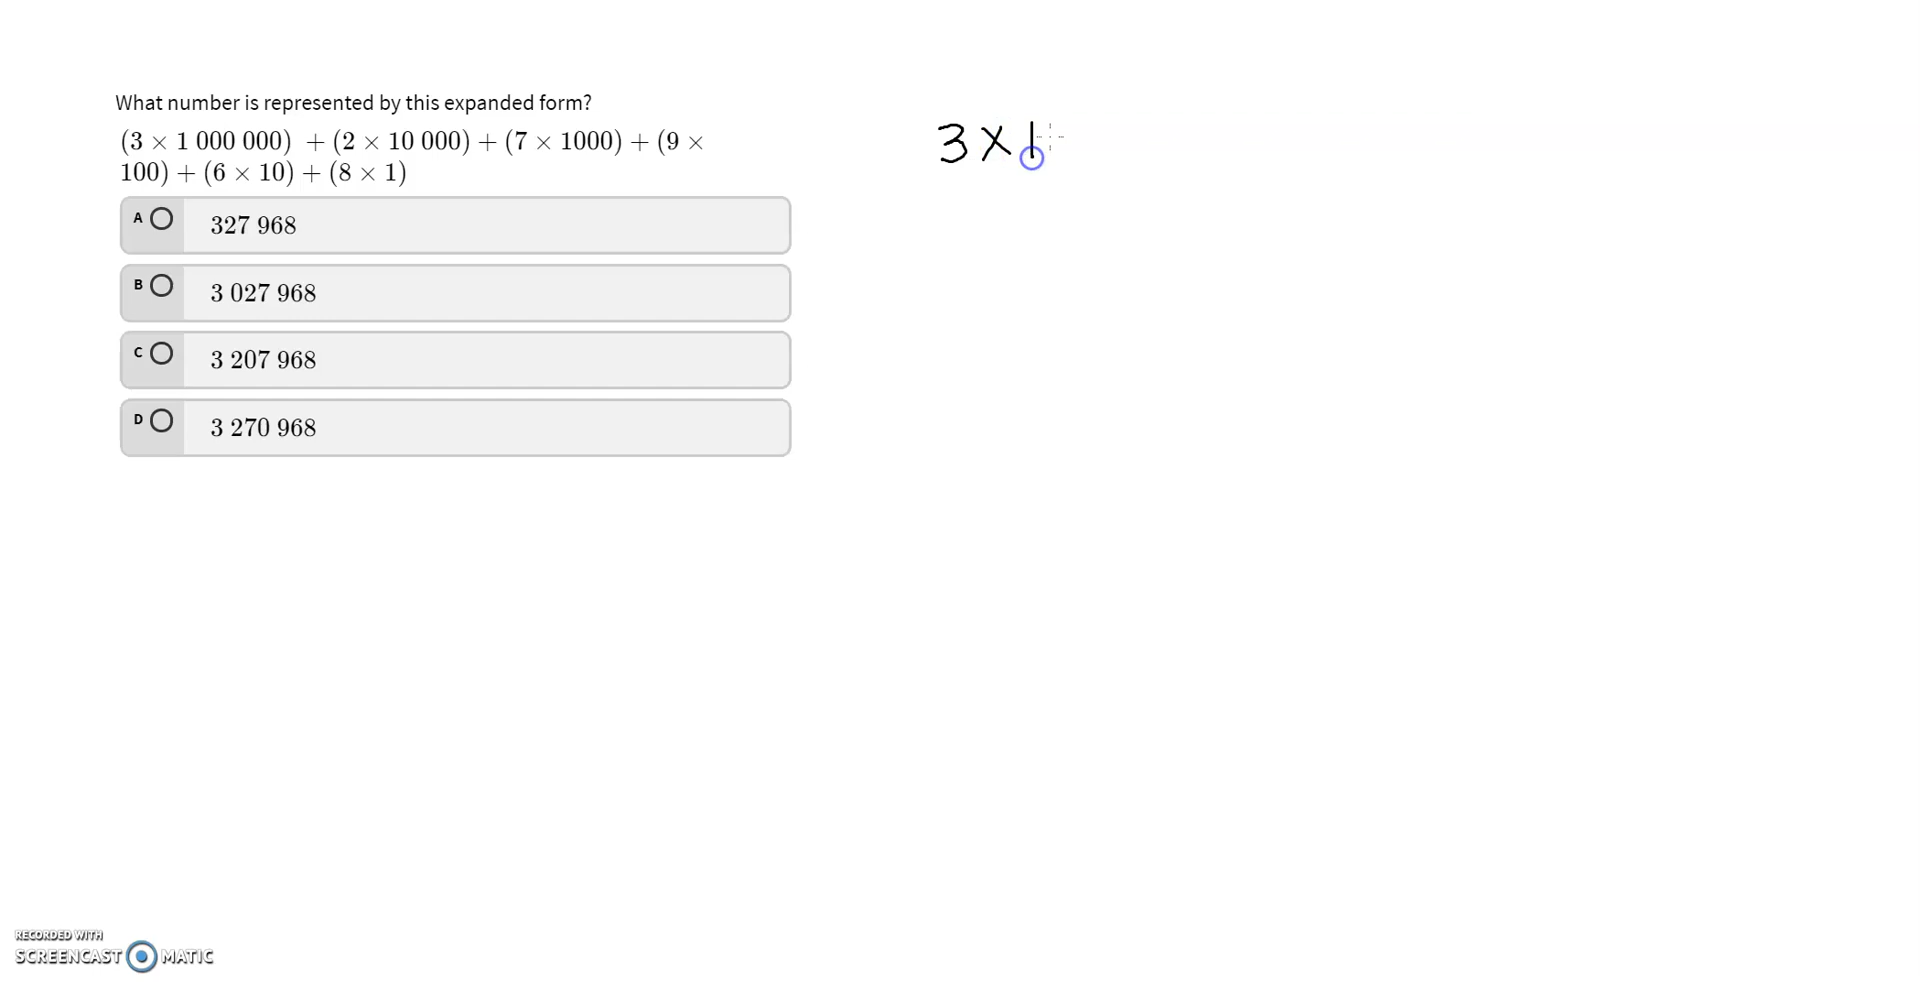 What number is represented by this expanded form?
(3 × 1 000 000) + (2 × 10 000) + (7 × 1000) + (9 ×
100) + (6 × 10) + (8 × 1)
A 327 968
B 3 027 968
C 3 207 968
D 3 270 968
3 × 1
RECORDED WITH
SCREENCAST MATIC